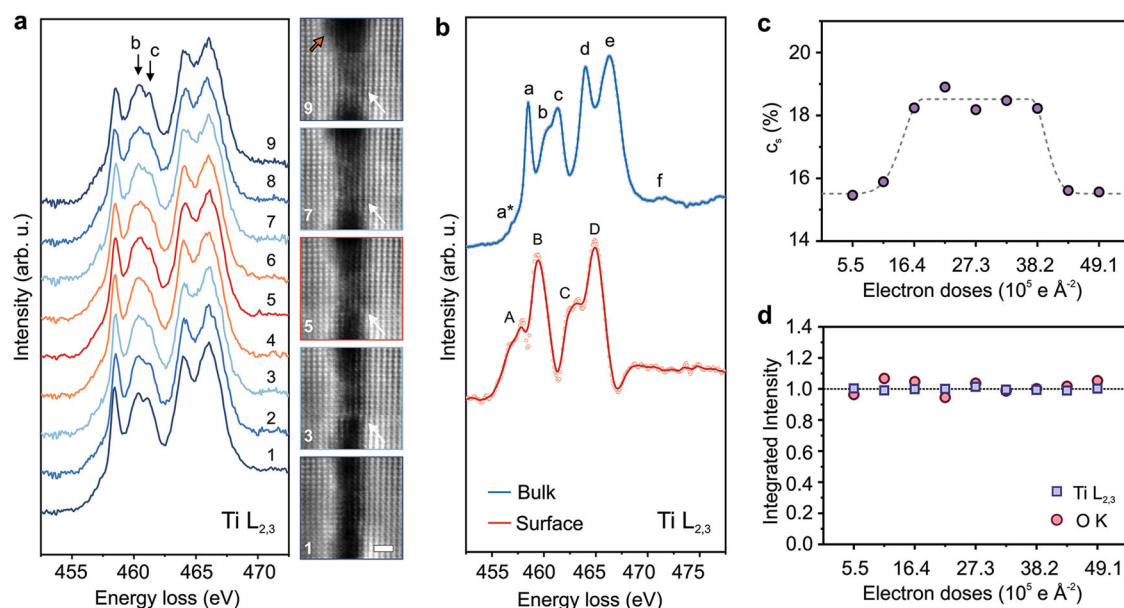 a
b c
9
8
7
6
5
4
3
2
1
Ti L2,3
Intensity (arb. u.)
455 460 465 470
Energy loss (eV)
9
7
5
3
1
b
a
b
c
d
e
f
a*
A
B
C
D
Bulk
Surface
Ti L2,3
Intensity (arb. u.)
455 460 465 470 475
Energy loss (eV)
c
cs (%)
20
18
16
14
5.5 16.4 27.3 38.2 49.1
Electron doses (10⁵ e Å⁻²)
d
Integrated Intensity
1.4
1.2
1.0
0.8
0.6
0.4
0.2
0.0
Ti L2,3
O K
5.5 16.4 27.3 38.2 49.1
Electron doses (10⁵ e Å⁻²)